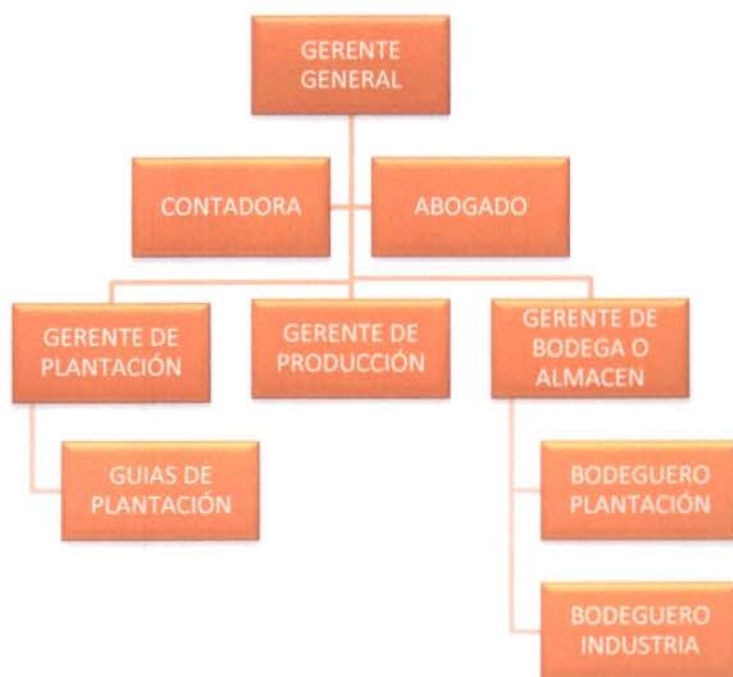 GERENTE
GENERAL
CONTADORA
ABOGADO
GERENTE DE
PLANTACIÓN
GERENTE DE
PRODUCCIÓN
GERENTE DE
BODEGA O
ALMACEN
GUIAS DE
PLANTACIÓN
BODEGUERO
PLANTACIÓN
BODEGUERO
INDUSTRIA